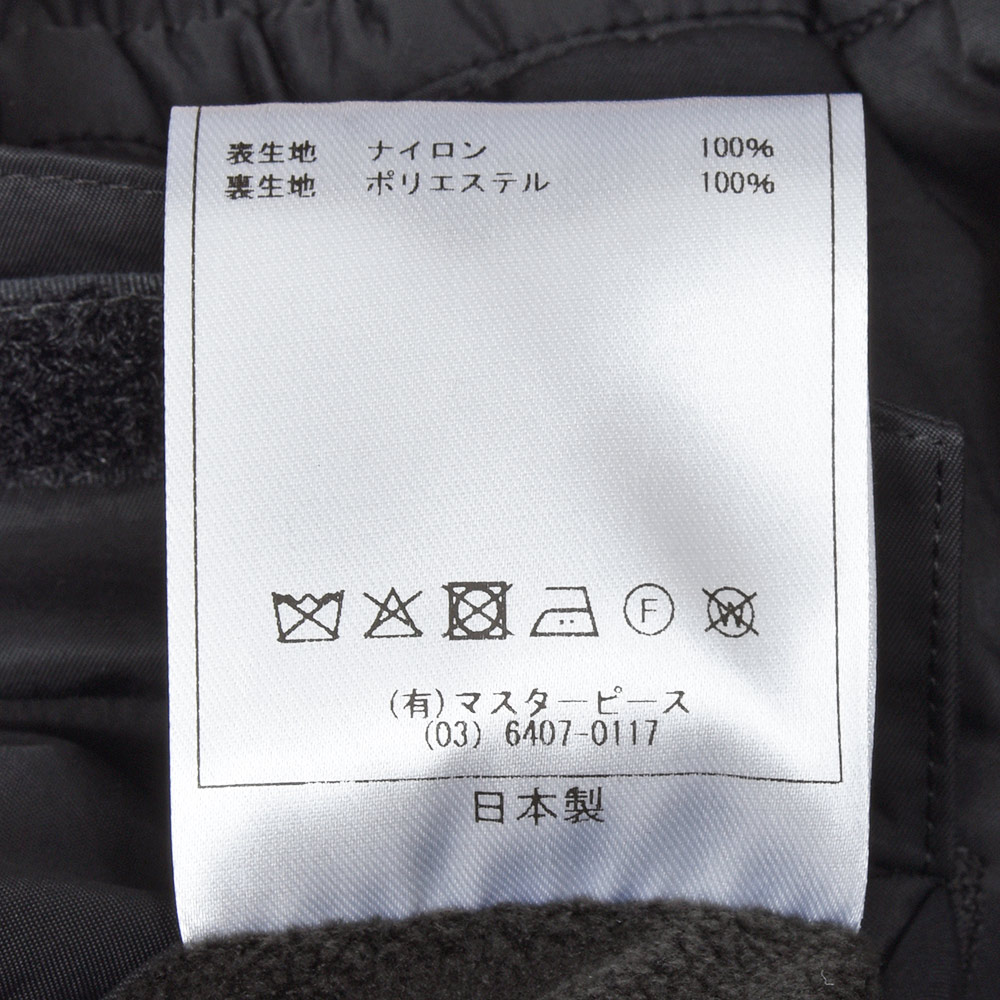 表生地 ナイロン 100%
裏生地 ポリエステル 100%
F W
(有)マスターピース
(03) 6407-0117
日本製